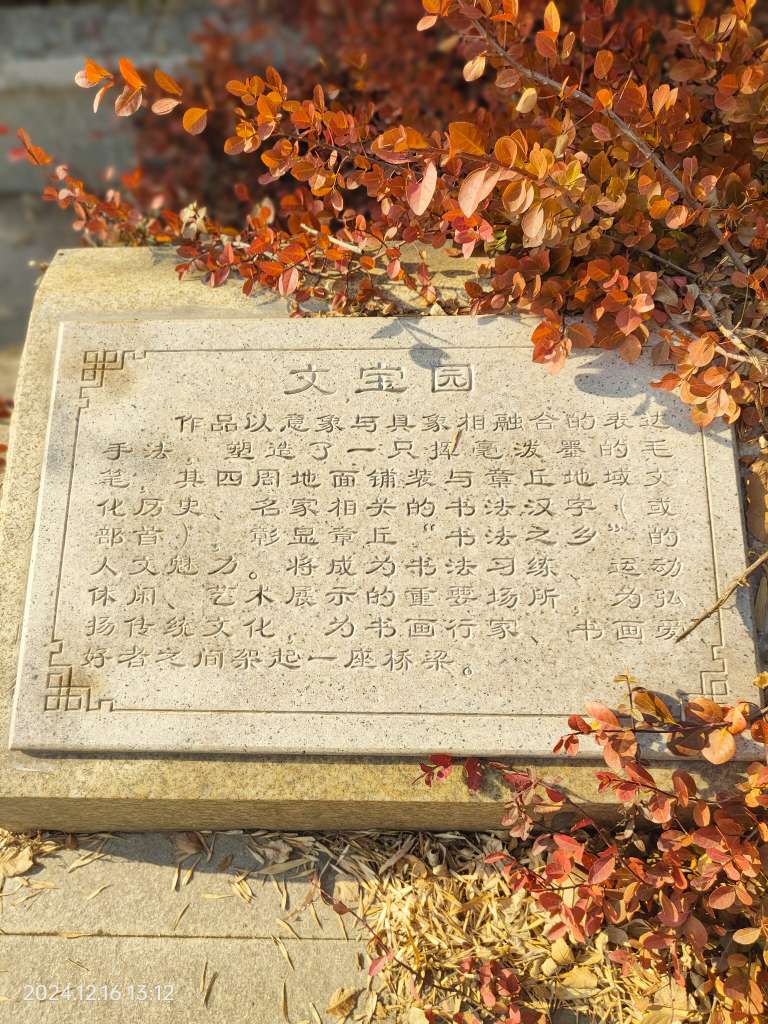 文宝园
作品以意象与具象相融合的表达
手法，塑造了一只挥毫泼墨的毛
笔，其四周地面铺装与章丘地域文
化历史、名家相关的书法汉字（或
部首），彰显章丘“书法之乡”的
人文魅力。将成为书法习练、运动
休闲、艺术展示的重要场所，为弘
扬传统文化，为书画行家、书画爱
好者之间架起一座桥梁。
2024.12.16 13:12